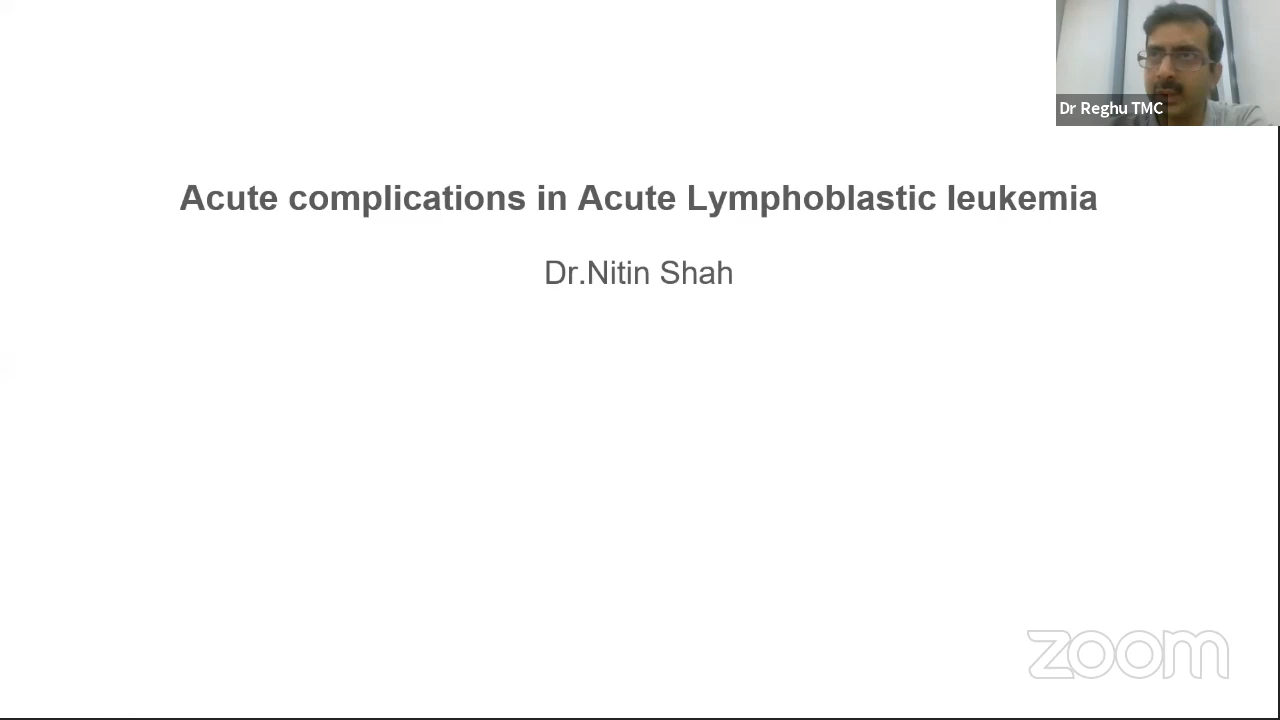 Dr Reghu TMC
Acute complications in Acute Lymphoblastic leukemia
Dr.Nitin Shah
zoom